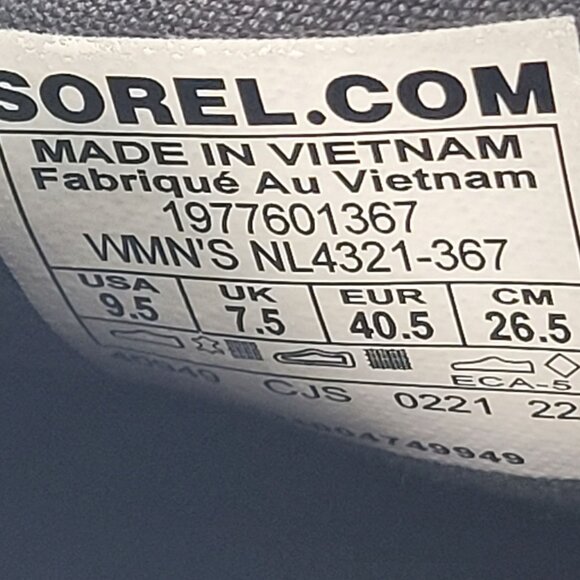 SOREL.COM
MADE IN VIETNAM
Fabriqué Au Vietnam
1977601367
WMN'S NL4321-367
USA UK EUR CM
9.5 7.5 40.5 26.5
ECA-5
CJS 0221 22